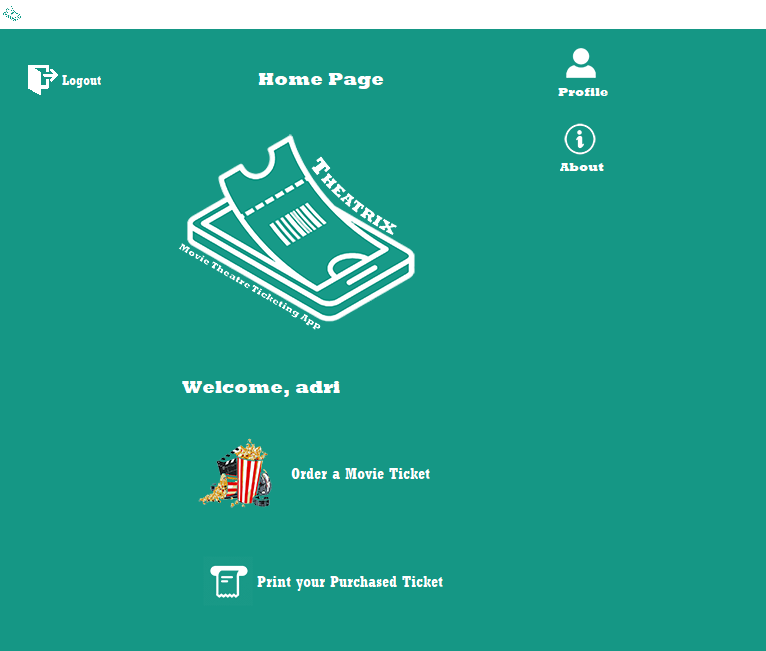 Logout
Home Page
Profile
About
THEATRIX
Movie Theatre Ticketing App
Welcome, adri
Order a Movie Ticket
Print your Purchased Ticket